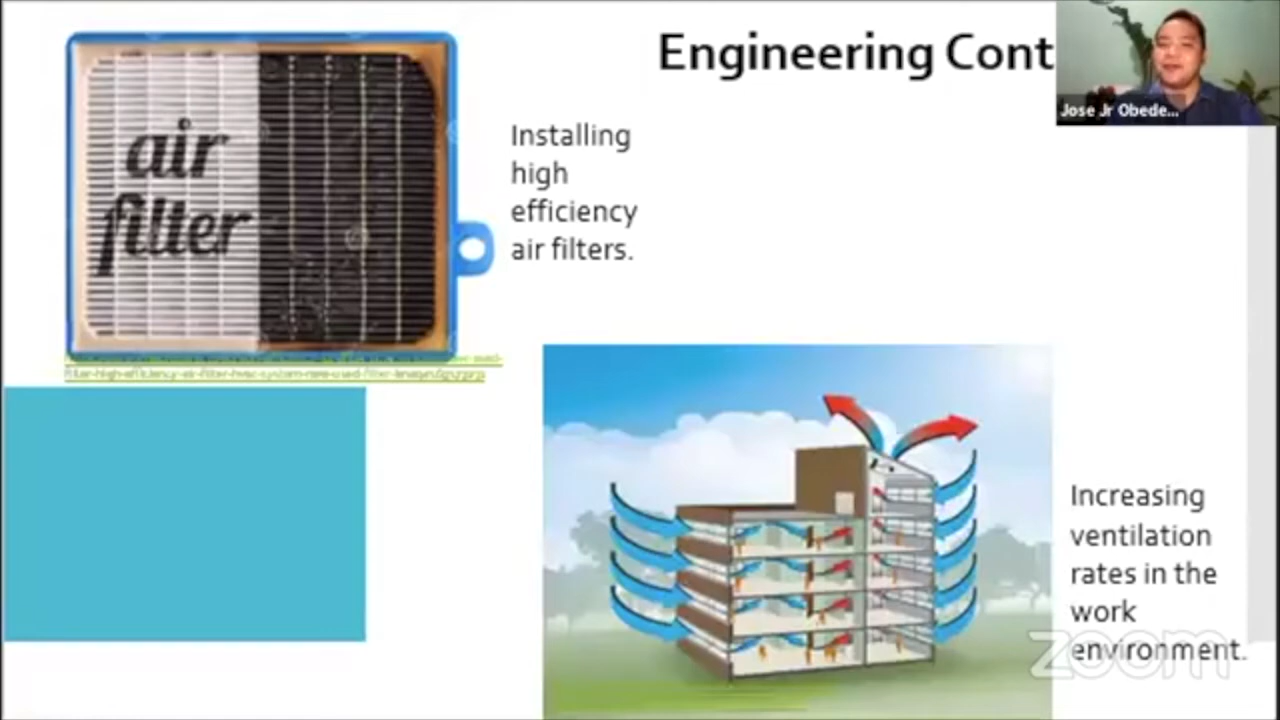 Engineering Cont
Jose Jr Obede...
air
filter
Installing
high
efficiency
air filters.
Increasing
ventilation
rates in the
work
environment.
zoom